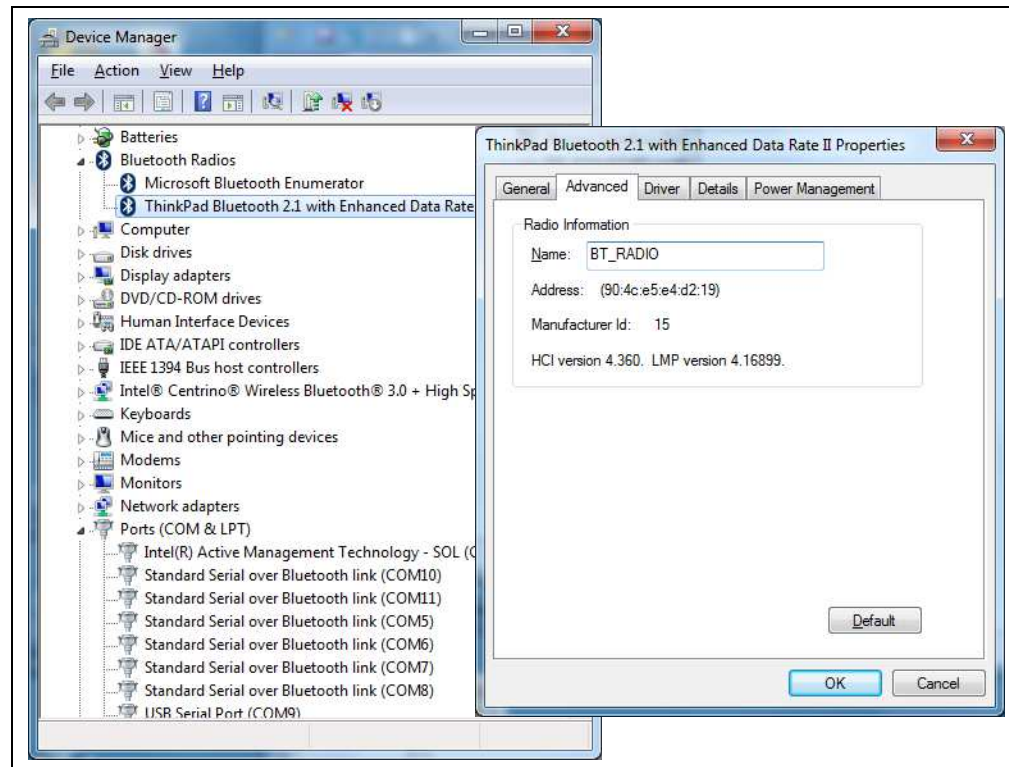 Device Manager
File Action View Help
Batteries
Bluetooth Radios
Microsoft Bluetooth Enumerator
ThinkPad Bluetooth 2.1 with Enhanced Data Rate
Computer
Disk drives
Display adapters
DVD/CD-ROM drives
Human Interface Devices
IDE ATA/ATAPI controllers
IEEE 1394 Bus host controllers
Intel® Centrino® Wireless Bluetooth® 3.0 + High Sp
Keyboards
Mice and other pointing devices
Modems
Monitors
Network adapters
Ports (COM & LPT)
Intel(R) Active Management Technology - SOL (C
Standard Serial over Bluetooth link (COM10)
Standard Serial over Bluetooth link (COM11)
Standard Serial over Bluetooth link (COM5)
Standard Serial over Bluetooth link (COM6)
Standard Serial over Bluetooth link (COM7)
Standard Serial over Bluetooth link (COM8)
USB Serial Port (COM9)
ThinkPad Bluetooth 2.1 with Enhanced Data Rate II Properties
General Advanced Driver Details Power Management
Radio Information
Name: BT_RADIO
Address: (90:4c:e5:e4:d2:19)
Manufacturer Id: 15
HCI version 4.360. LMP version 4.16899.
Default
OK Cancel